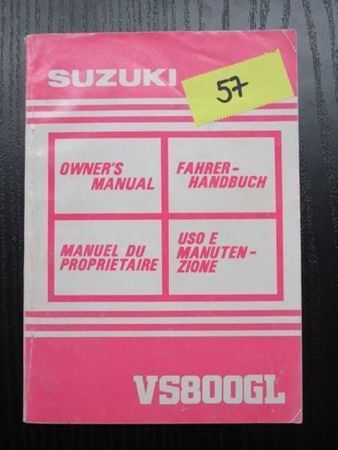 SUZUKI
57
OWNER'S
MANUAL
FAHRER-
HANDBUCH
MANUEL DU
PROPRIETAIRE
USO E
MANUTEN-
ZIONE
VS800GL